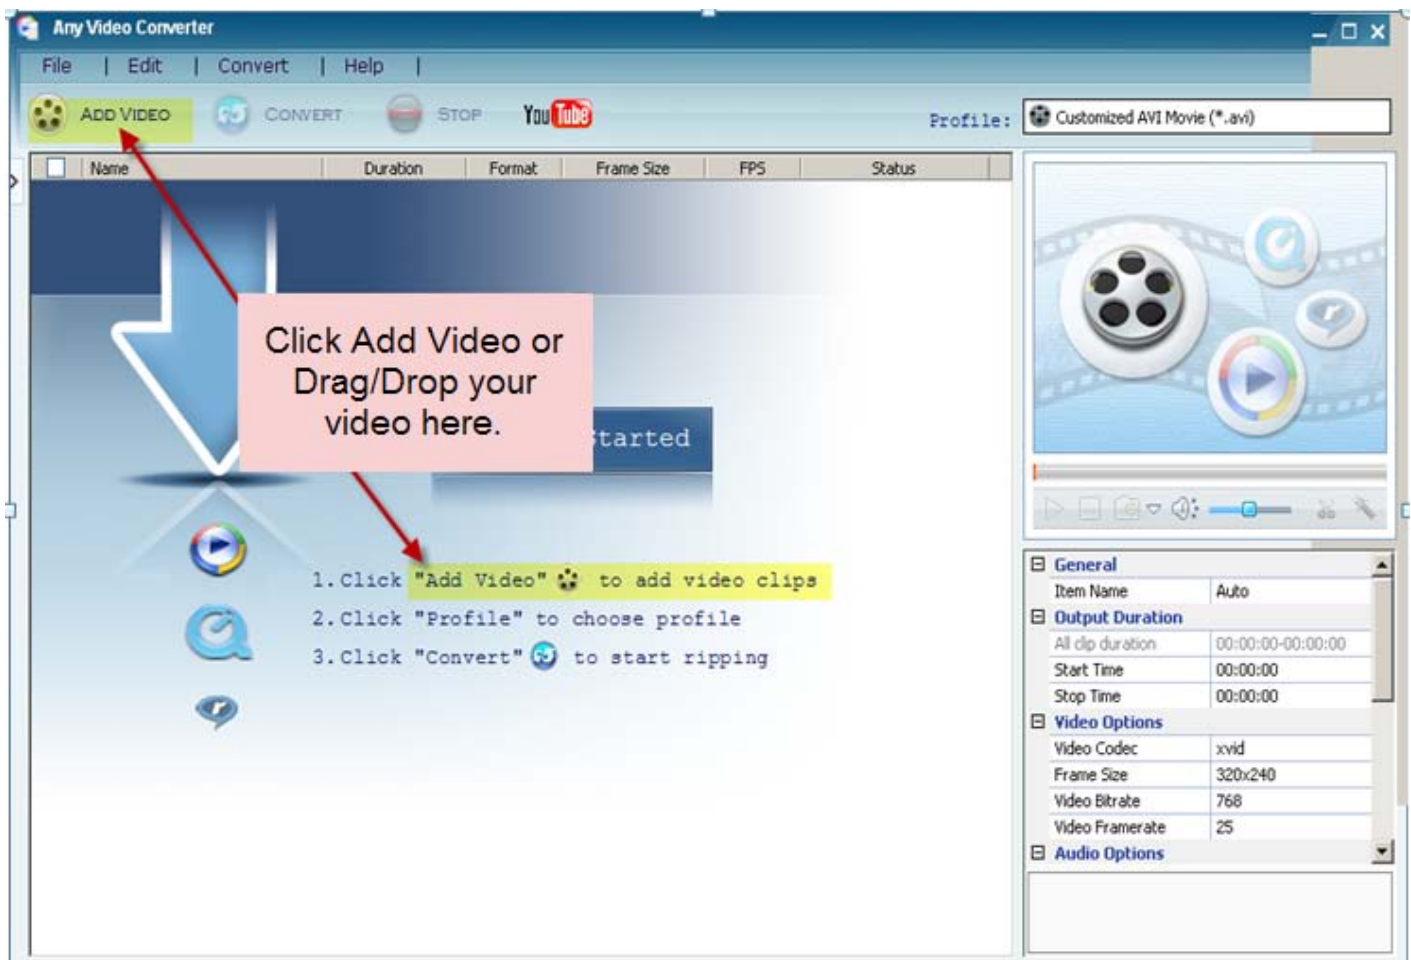 Any Video Converter
File | Edit | Convert | Help |
ADD VIDEO CONVERT STOP YouTube Profile: Customized AVI Movie (*.avi)
Name Duration Format Frame Size FPS Status
Click Add Video or
Drag/Drop your
video here.
Started
1.Click "Add Video" to add video clips
2.Click "Profile" to choose profile
3.Click "Convert" to start ripping
General
Item Name Auto
Output Duration
All clip duration 00:00:00-00:00:00
Start Time 00:00:00
Stop Time 00:00:00
Video Options
Video Codec xvid
Frame Size 320x240
Video Bitrate 768
Video Framerate 25
Audio Options